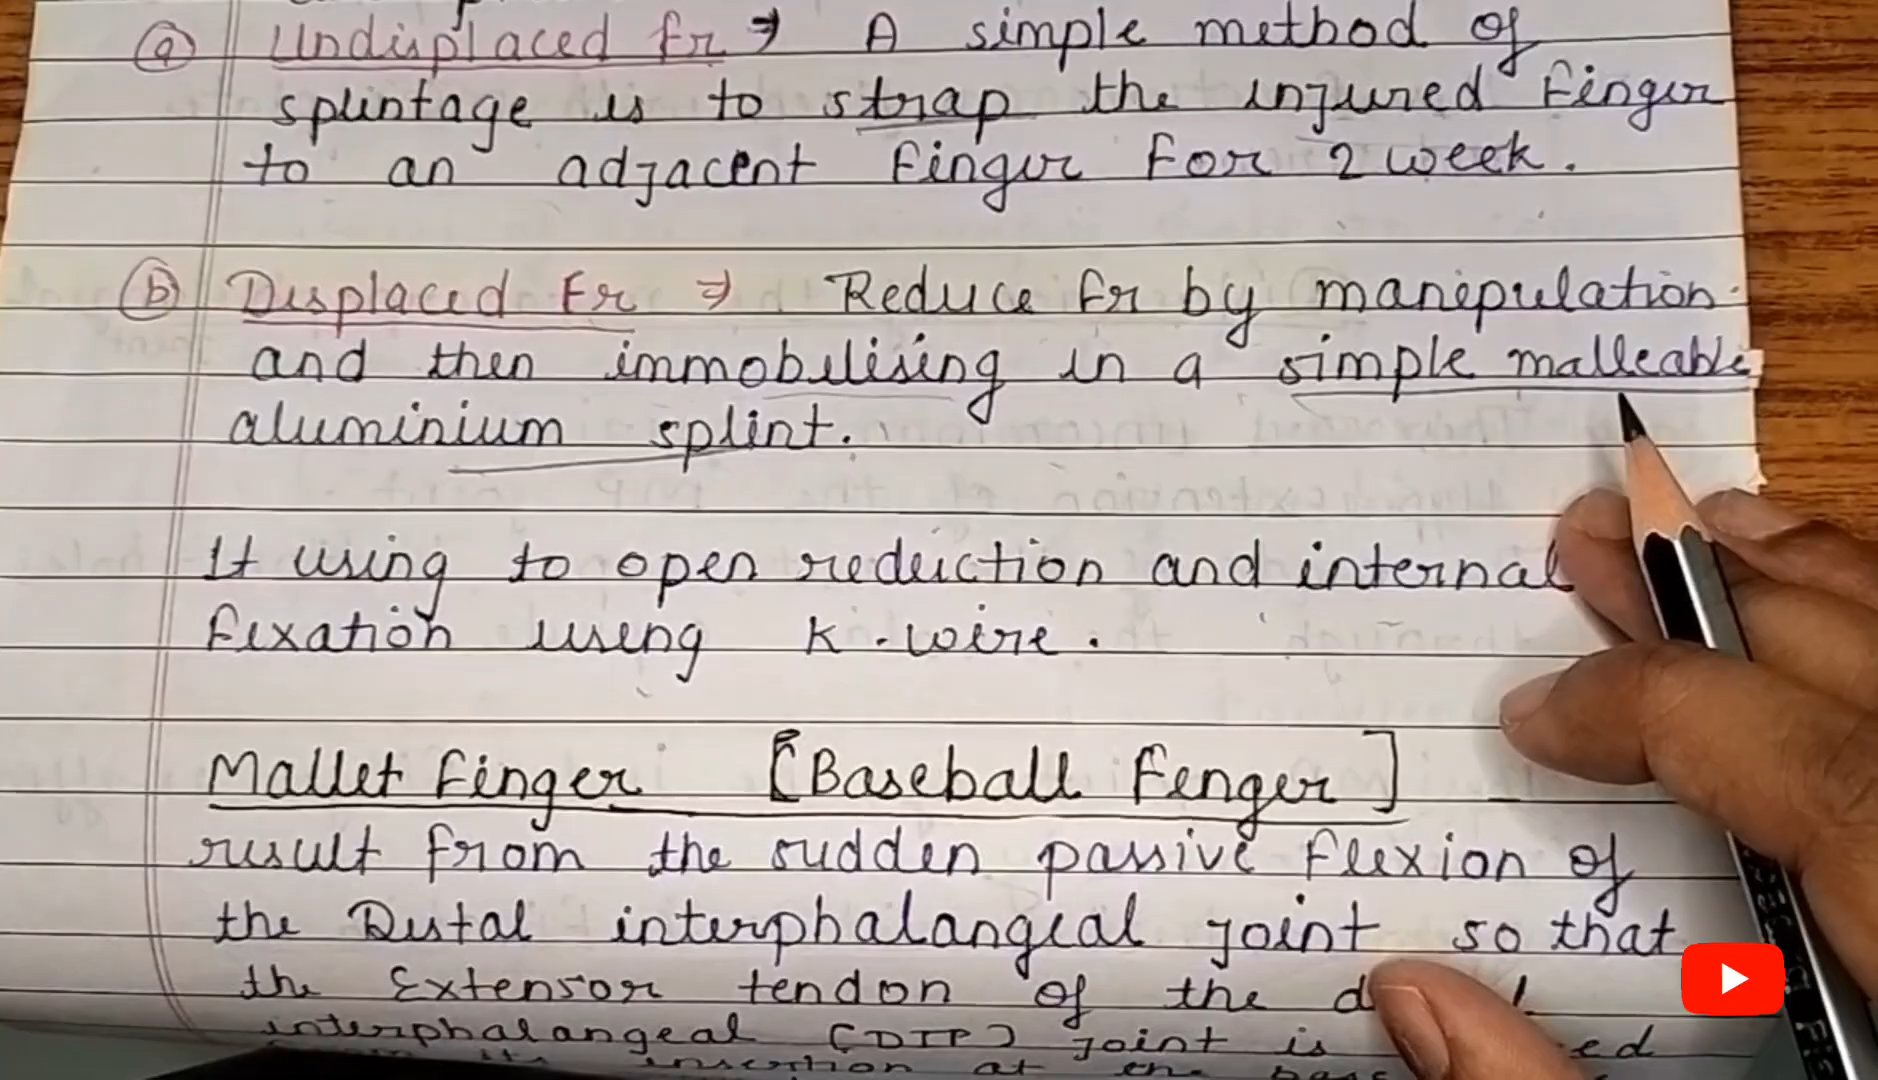 (a) Undisplaced Fr ⇒ A simple method of
splintage is to strap the injured Finger
to an adjacent Finger For 2 week.
(b) Displaced Fr ⇒ Reduce Fr by manipulation
and then immobilising in a simple malleable
aluminium splint.
It using to open reduction and internal
Fixation using K-wire.
Mallet Finger [Baseball Finger]
result From the sudden passive Flexion of
the Distal interphalangeal joint so that
the Extensor tendon of the
interphalangeal (DIP) joint is
insertion at the